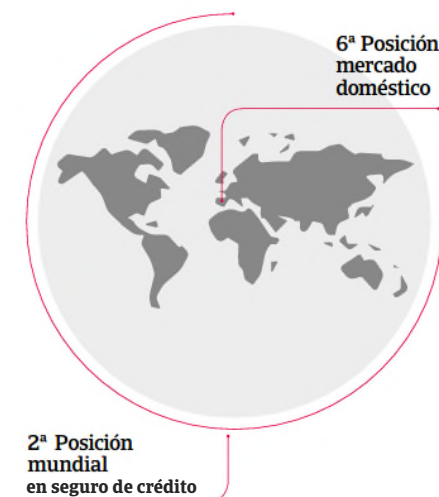 6ª Posición
mercado
doméstico
2ª Posición
mundial
en seguro de crédito